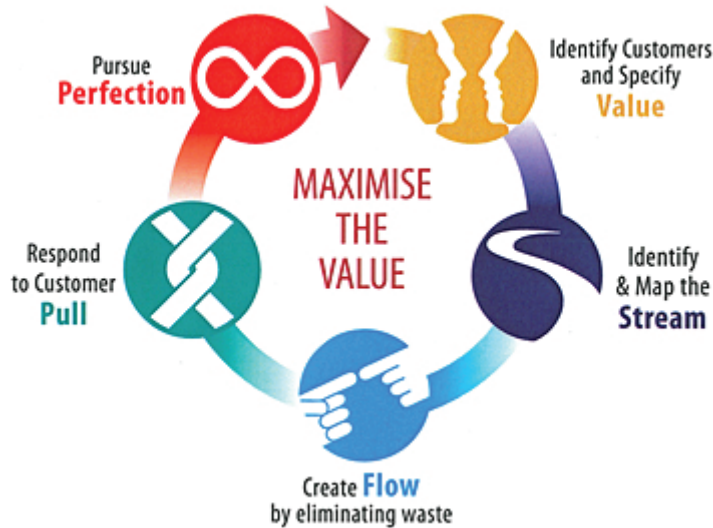 Identify Customers
and Specify
Value
Identify
& Map the
Stream
Create Flow
by eliminating waste
Respond
to Customer
Pull
Pursue
Perfection
MAXIMISE
THE
VALUE